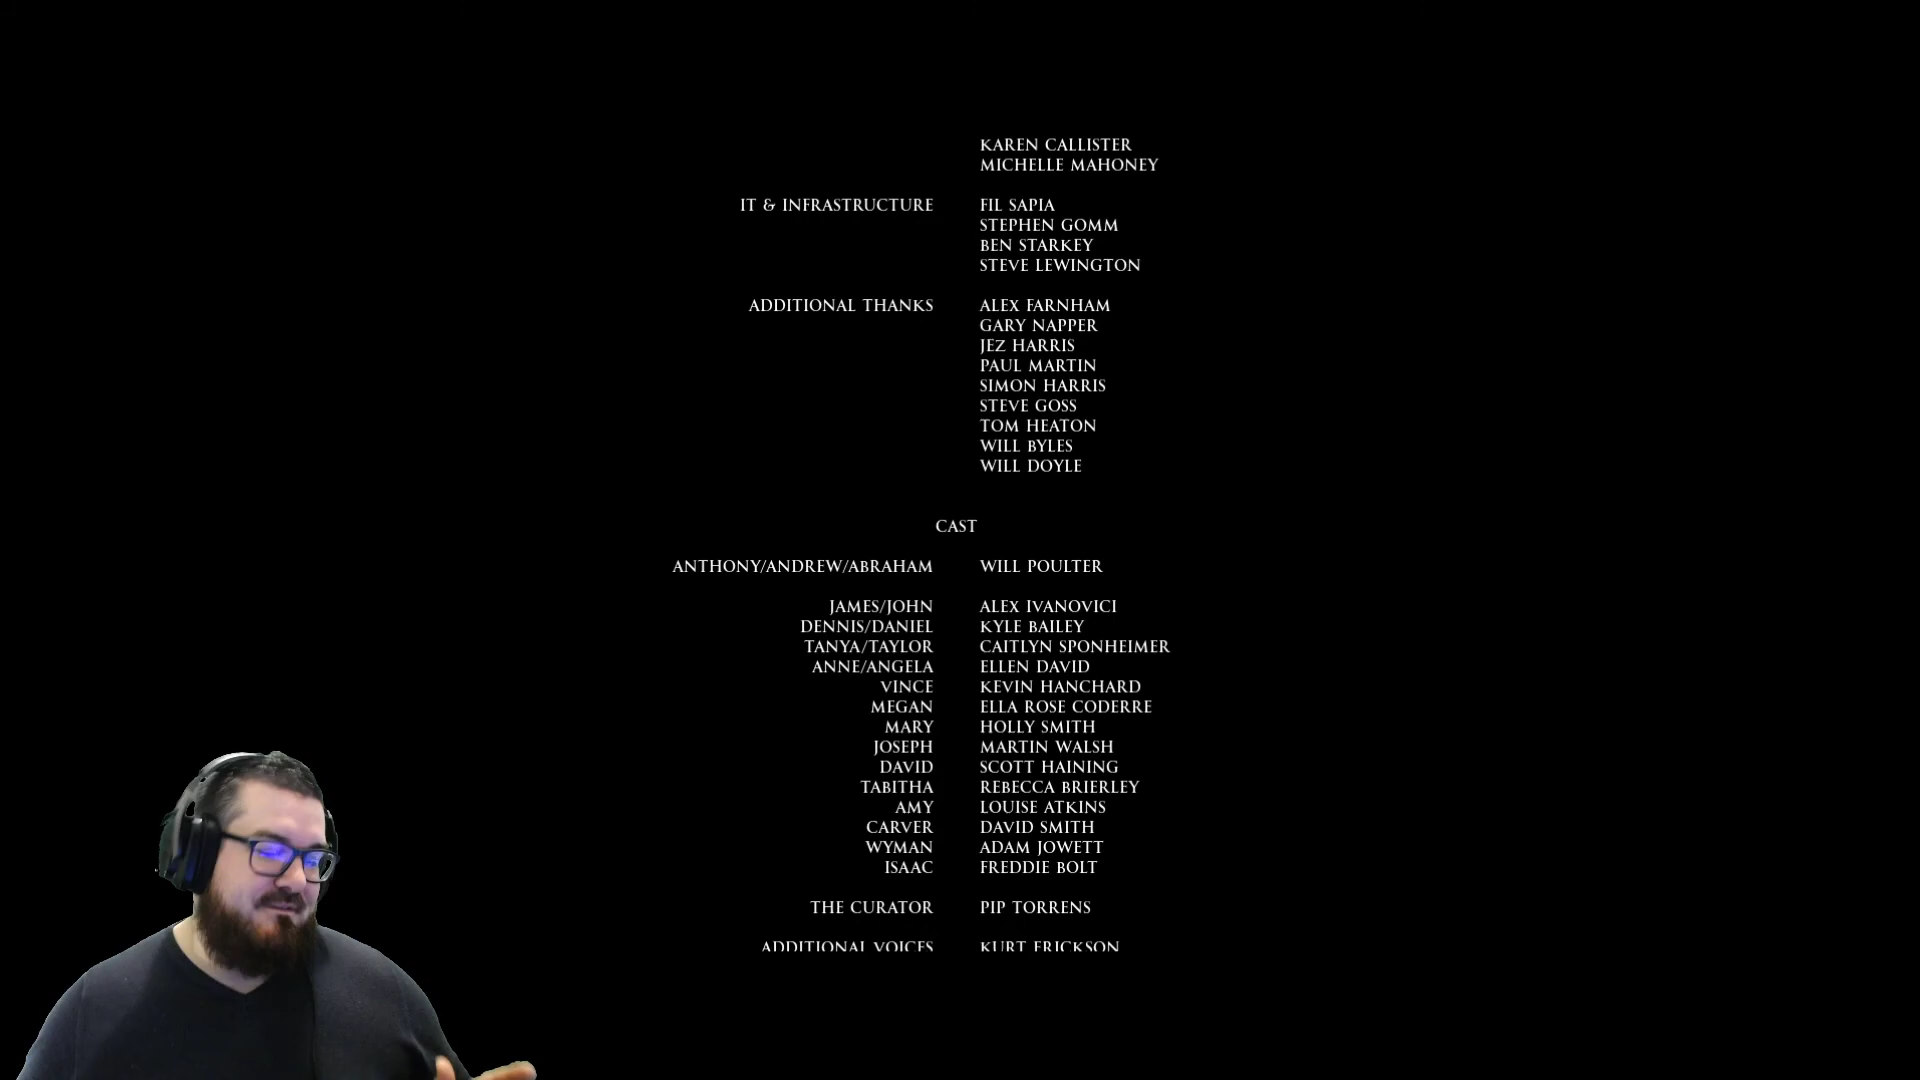 KAREN CALLISTER
MICHELLE MAHONEY
IT & INFRASTRUCTURE FIL SAPIA
STEPHEN GOMM
BEN STARKEY
STEVE LEWINGTON
ADDITIONAL THANKS ALEX FARNHAM
GARY NAPPER
JEZ HARRIS
PAUL MARTIN
SIMON HARRIS
STEVE GOSS
TOM HEATON
WILL BYLES
WILL DOYLE
CAST
ANTHONY/ANDREW/ABRAHAM WILL POULTER
JAMES/JOHN ALEX IVANOVICI
DENNIS/DANIEL KYLE BAILEY
TANYA/TAYLOR CAITLYN SPONHEIMER
ANNE/ANGELA ELLEN DAVID
VINCE KEVIN HANCHARD
MEGAN ELLA ROSE CODERRE
MARY HOLLY SMITH
JOSEPH MARTIN WALSH
DAVID SCOTT HAINING
TABITHA REBECCA BRIERLEY
AMY LOUISE ATKINS
CARVER DAVID SMITH
WYMAN ADAM JOWETT
ISAAC FREDDIE BOLT
THE CURATOR PIP TORRENS
ADDITIONAL VOICES KURT ERICKSON